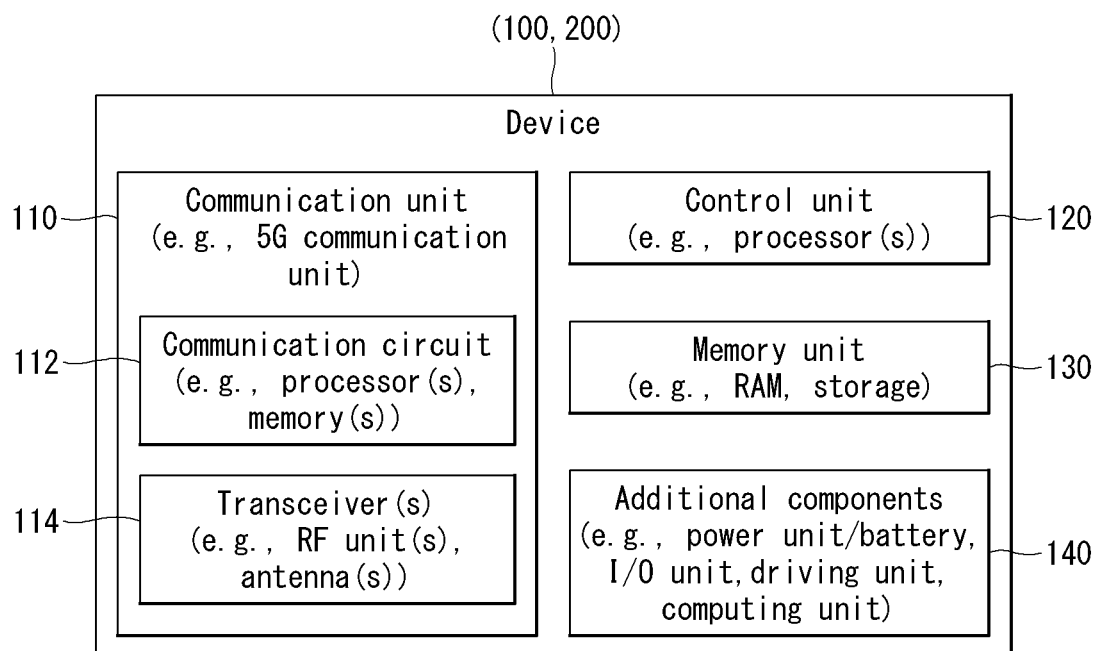 (100, 200)
Device
110
Communication unit
(e.g., 5G communication
unit)
112
Communication circuit
(e.g., processor(s),
memory(s))
114
Transceiver(s)
(e.g., RF unit(s),
antenna(s))
Control unit
(e.g., processor(s))
120
Memory unit
(e.g., RAM, storage)
130
Additional components
(e.g., power unit/battery,
I/O unit, driving unit,
computing unit)
140